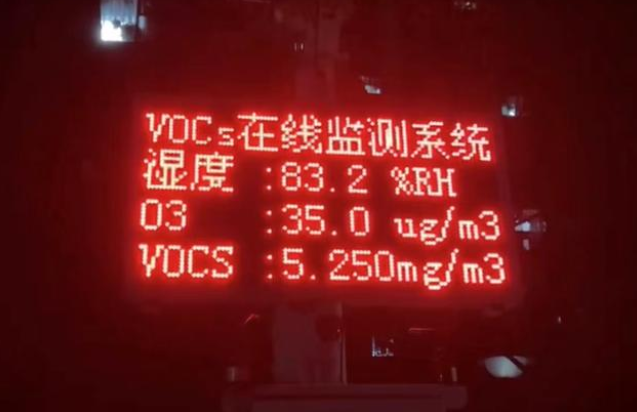 VOCs在线监测系统
湿度 :83.2 %RH
O3 :35.0 ug/m3
VOCS :5.250mg/m3